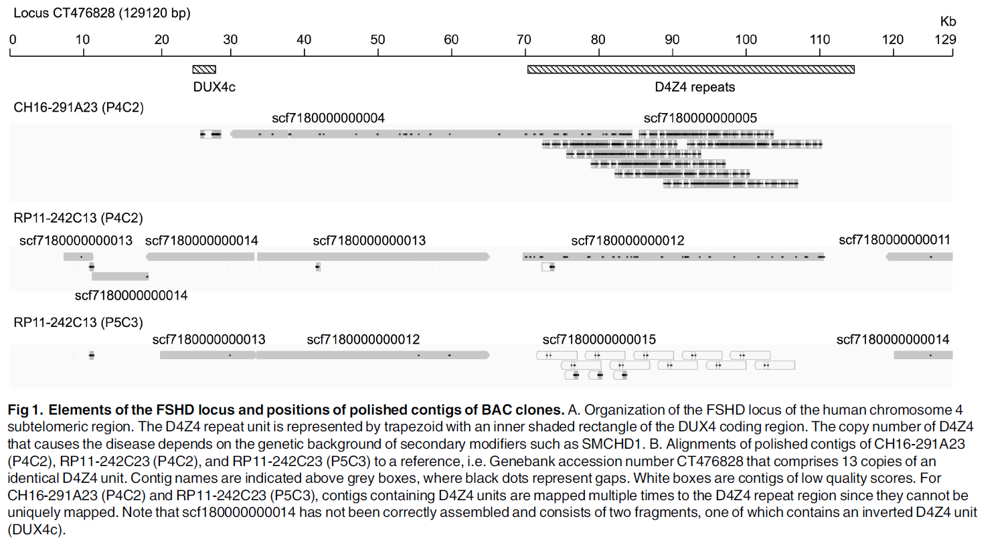 Locus CT476828 (129120 bp)
Kb
0 10 20 30 40 50 60 70 80 90 100 110 120 129
DUX4c
D4Z4 repeats
CH16-291A23 (P4C2)
scf7180000000004
scf7180000000005
RP11-242C13 (P4C2)
scf7180000000013 scf7180000000014 scf7180000000013 scf7180000000012 scf7180000000011
scf7180000000014
RP11-242C13 (P5C3)
scf7180000000013 scf7180000000012 scf7180000000015 scf7180000000014
Fig 1. Elements of the FSHD locus and positions of polished contigs of BAC clones. A. Organization of the FSHD locus of the human chromosome 4
subtelomeric region. The D4Z4 repeat unit is represented by trapezoid with an inner shaded rectangle of the DUX4 coding region. The copy number of D4Z4
that causes the disease depends on the genetic background of secondary modifiers such as SMCHD1. B. Alignments of polished contigs of CH16-291A23
(P4C2), RP11-242C23 (P4C2), and RP11-242C23 (P5C3) to a reference, i.e. Genebank accession number CT476828 that comprises 13 copies of an
identical D4Z4 unit. Contig names are indicated above grey boxes, where black dots represent gaps. White boxes are contigs of low quality scores. For
CH16-291A23 (P4C2) and RP11-242C23 (P5C3), contigs containing D4Z4 units are mapped multiple times to the D4Z4 repeat region since they cannot be
uniquely mapped. Note that scf180000000014 has not been correctly assembled and consists of two fragments, one of which contains an inverted D4Z4 unit
(DUX4c).